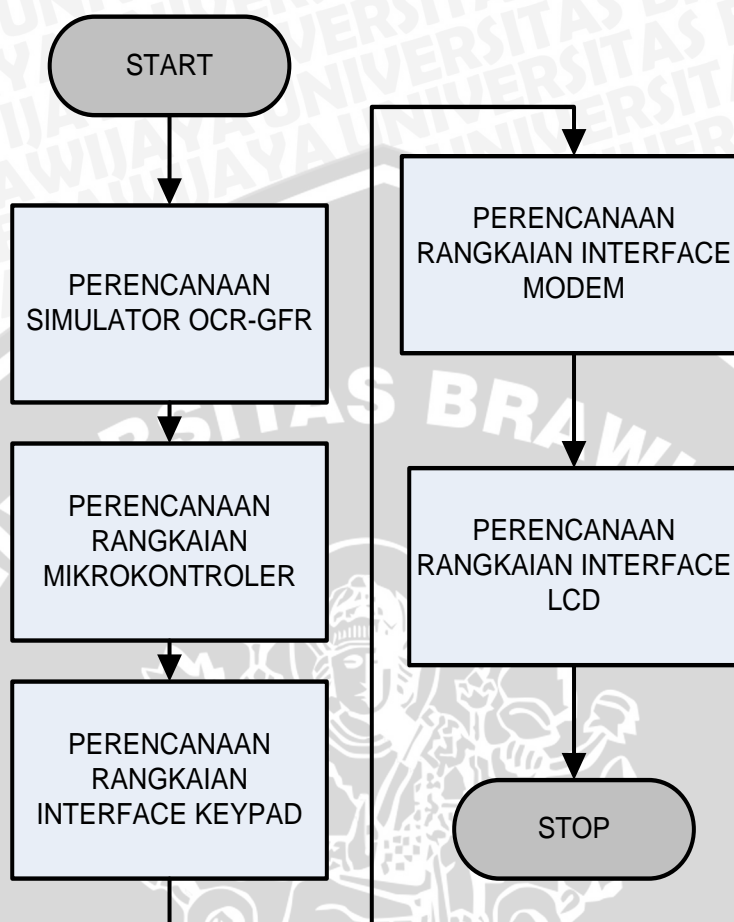 START
PERENCANAAN
SIMULATOR OCR-GFR
PERENCANAAN
RANGKAIAN
MIKROKONTROLER
PERENCANAAN
RANGKAIAN
INTERFACE KEYPAD
PERENCANAAN
RANGKAIAN INTERFACE
MODEM
PERENCANAAN
RANGKAIAN INTERFACE
LCD
STOP